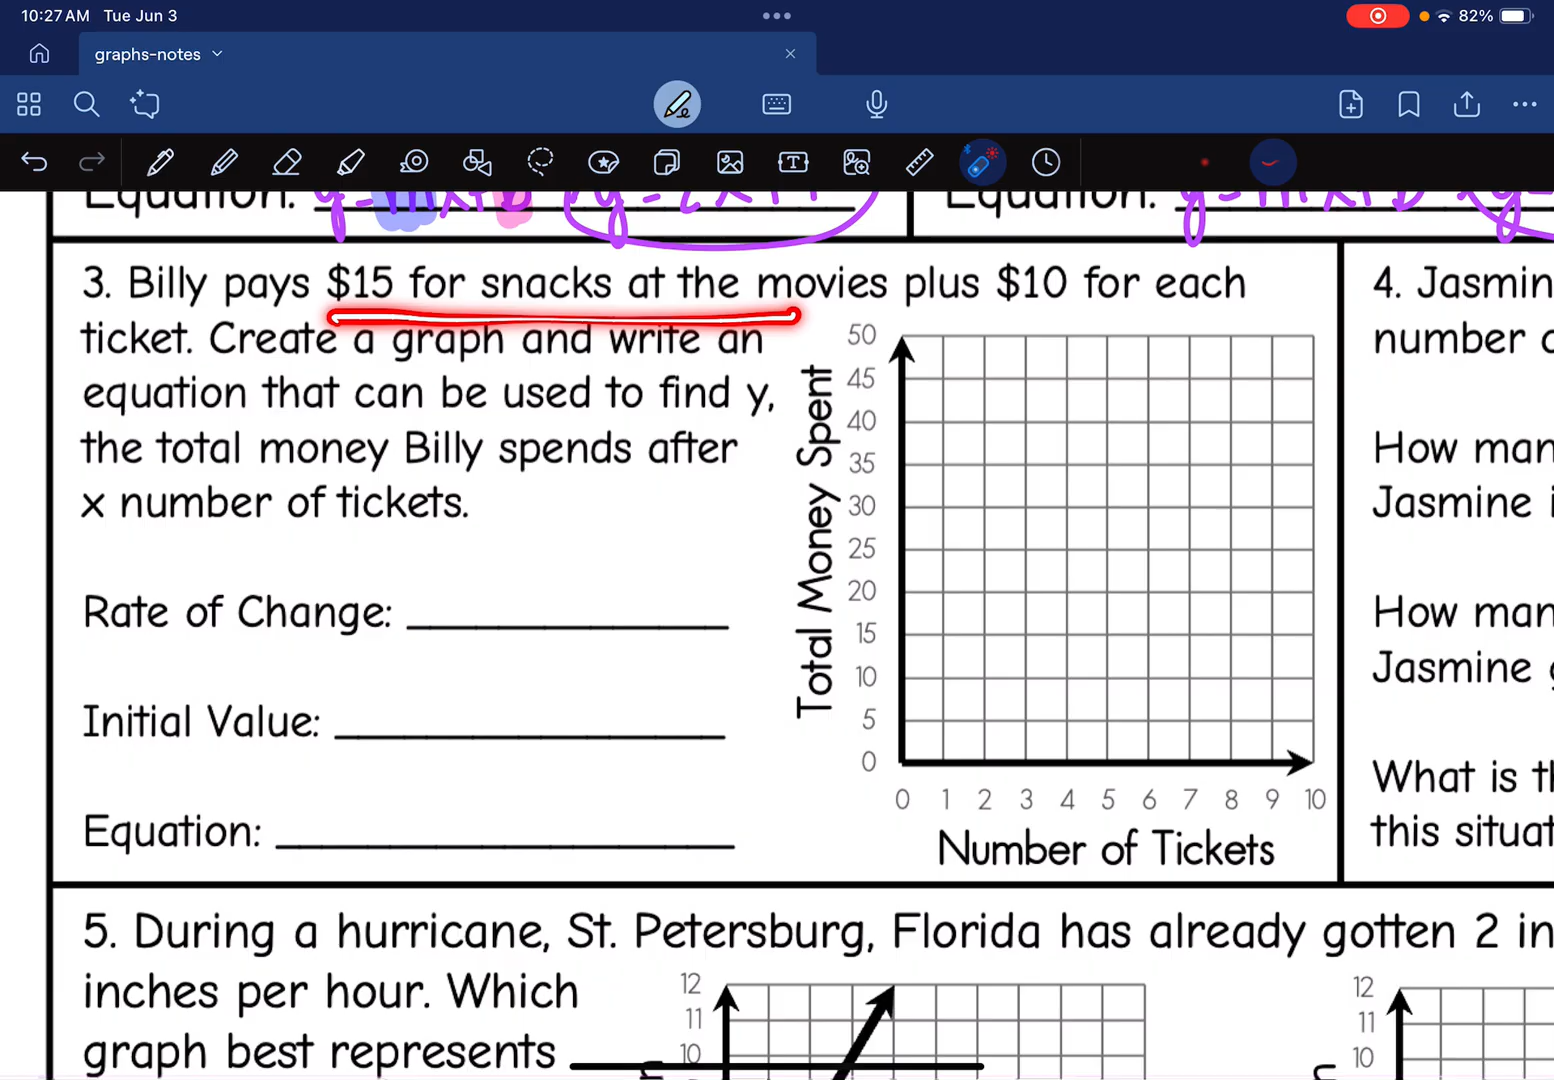 10:27 AM Tue Jun 3
82%
graphs-notes
Equation: y=mx+b y=2x+
Equation: y=mx+b y=
3. Billy pays $15 for snacks at the movies plus $10 for each
ticket. Create a graph and write an
equation that can be used to find y,
the total money Billy spends after
x number of tickets.
Rate of Change:
Initial Value:
Equation:
Total Money Spent
50
45
40
35
30
25
20
15
10
5
0
0 1 2 3 4 5 6 7 8 9 10
Number of Tickets
4. Jasmin
number
How man
Jasmine
How man
Jasmine
What is
this situat
5. During a hurricane, St. Petersburg, Florida has already gotten 2 in
inches per hour. Which
graph best represents
12
11
10
12
11
10